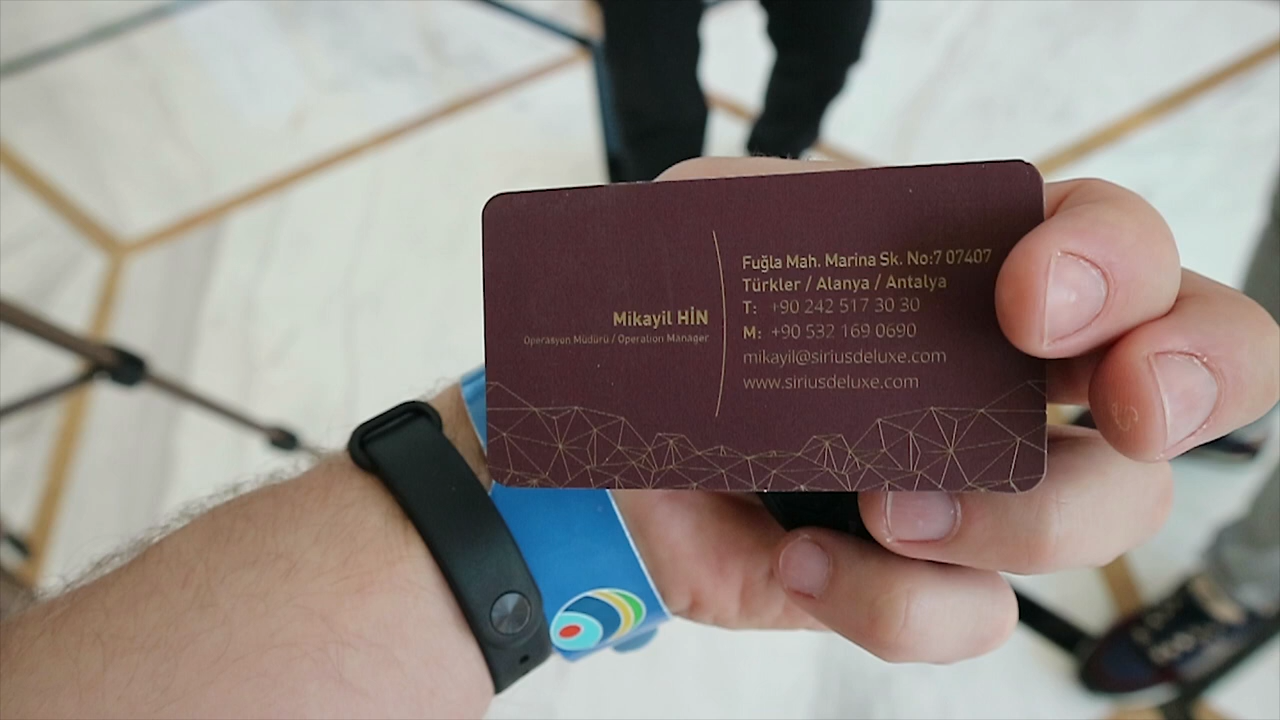 Mikayil HİN
Operasyon Müdürü / Operation Manager
Fuğla Mah. Marina Sk. No:7 07407
Türkler / Alanya / Antalya
T: +90 242 517 30 30
M: +90 532 169 0690
mikayil@siriusdeluxe.com
www.siriusdeluxe.com